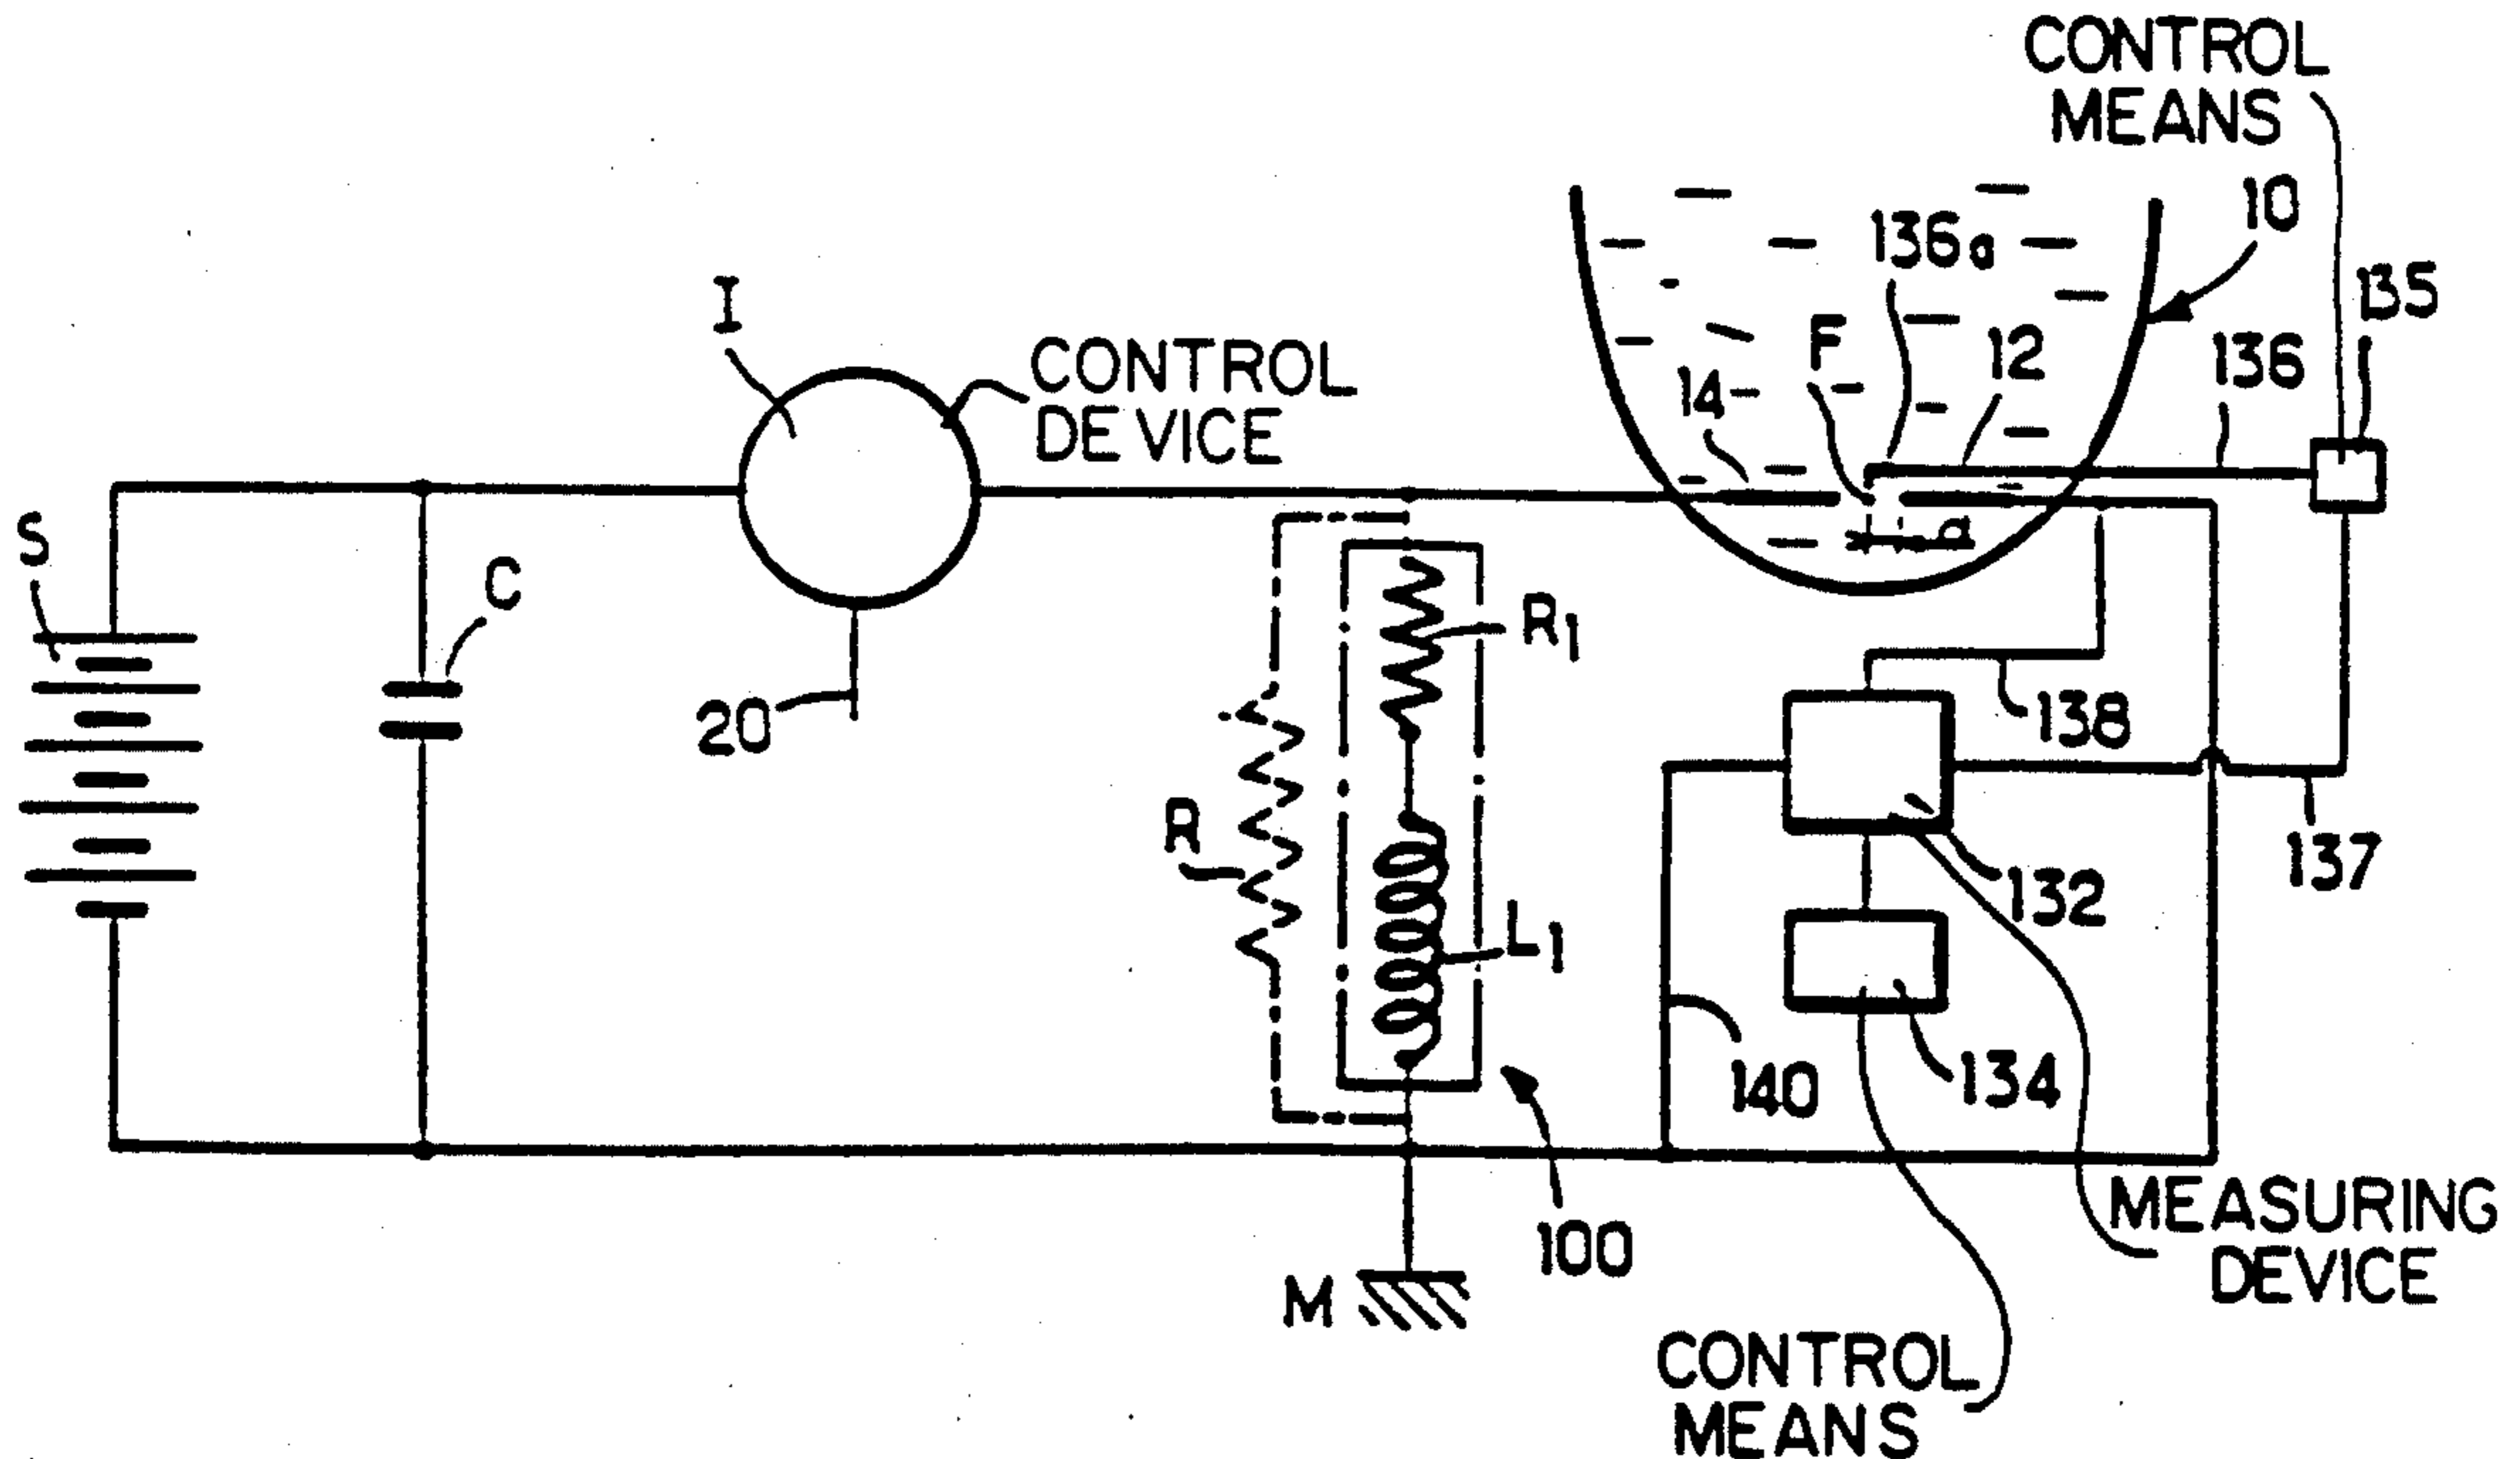 CONTROL
MEANS
10
136a
135
I
F
12
136
CONTROL
DEVICE
14
S
d
C
R1
20
138
R
137
132
L1
140
134
MEASURING
DEVICE
100
M
CONTROL
MEANS